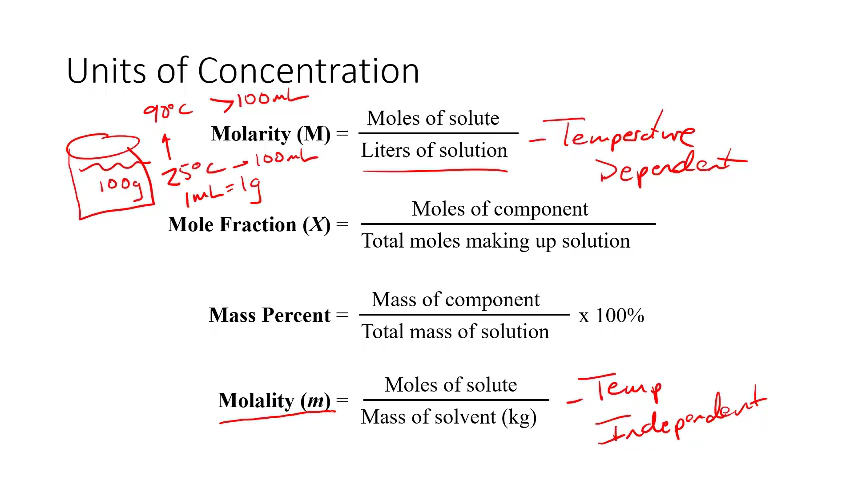 Units of Concentration
90°C >100mL
Molarity (M) = Moles of solute
Liters of solution
- Temperature
Dependent
100g
25°C → 100mL
1mL = 1g
Mole Fraction (X) = Moles of component
Total moles making up solution
Mass Percent = Mass of component
Total mass of solution
x 100%
Molality (m) = Moles of solute
Mass of solvent (kg)
- Temp
Independent